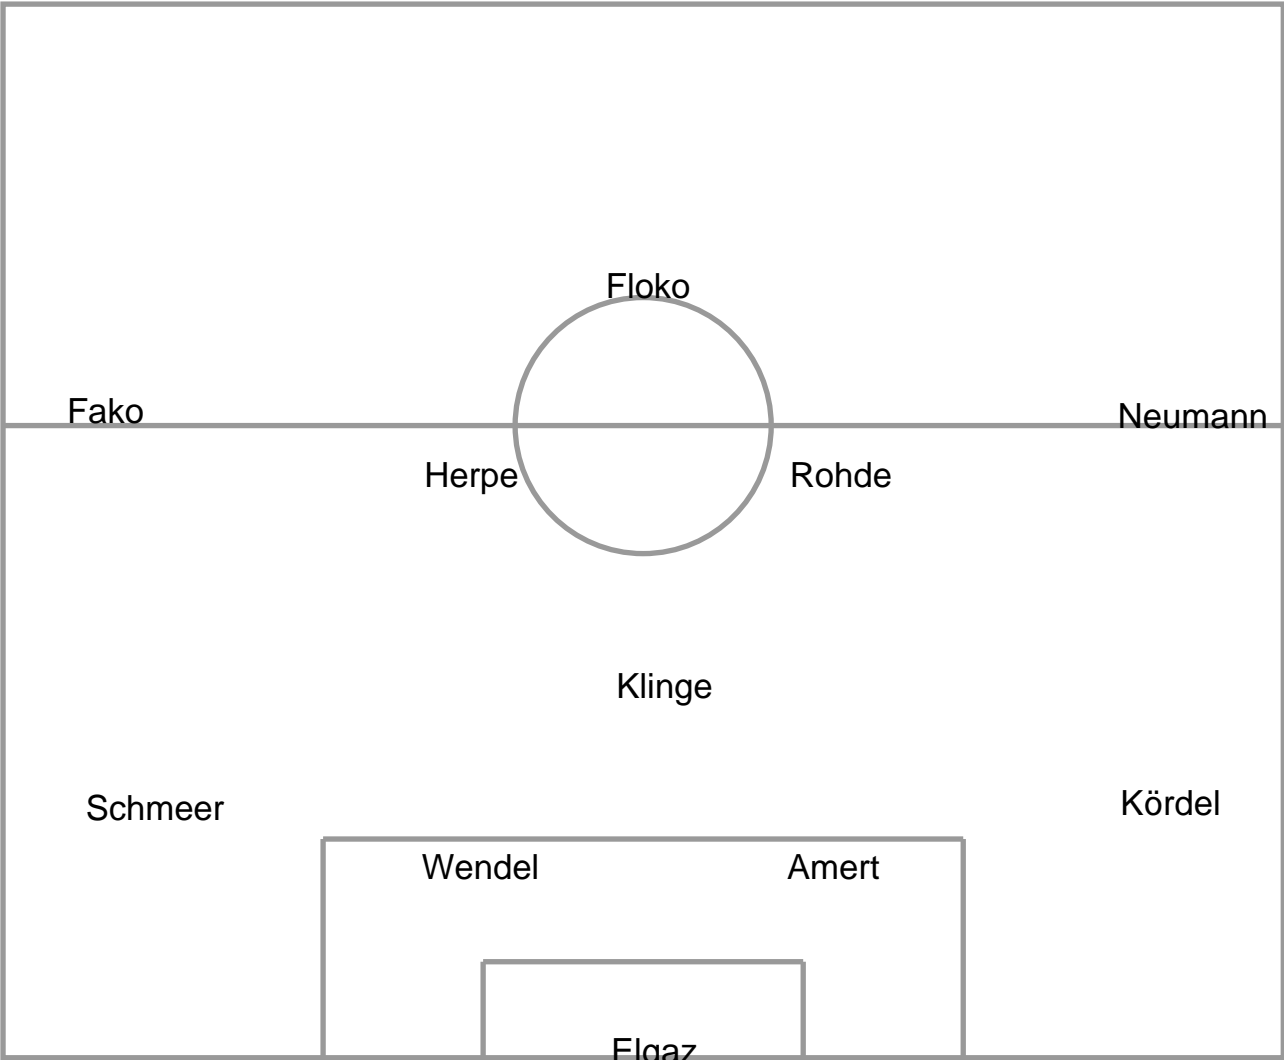 Floko
Fako
Neumann
Herpe
Rohde
Klinge
Schmeer
Kördel
Wendel
Amert
Elgaz